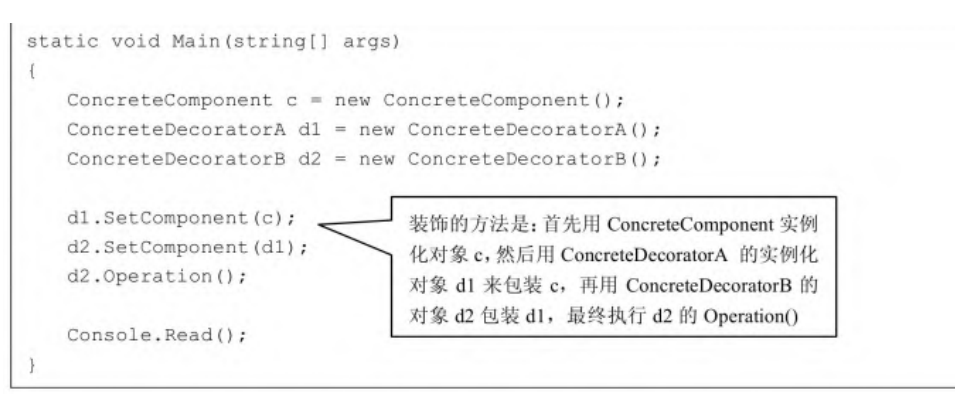 static void Main(string[] args)
{
ConcreteComponent c = new ConcreteComponent();
ConcreteDecoratorA d1 = new ConcreteDecoratorA();
ConcreteDecoratorB d2 = new ConcreteDecoratorB();
d1.SetComponent(c);
d2.SetComponent(d1);
d2.Operation();
Console.Read();
}
装饰的方法是：首先用 ConcreteComponent 实例
化对象 c，然后用 ConcreteDecoratorA 的实例化
对象 d1 来包装 c，再用 ConcreteDecoratorB 的
对象 d2 包装 d1，最终执行 d2 的 Operation()